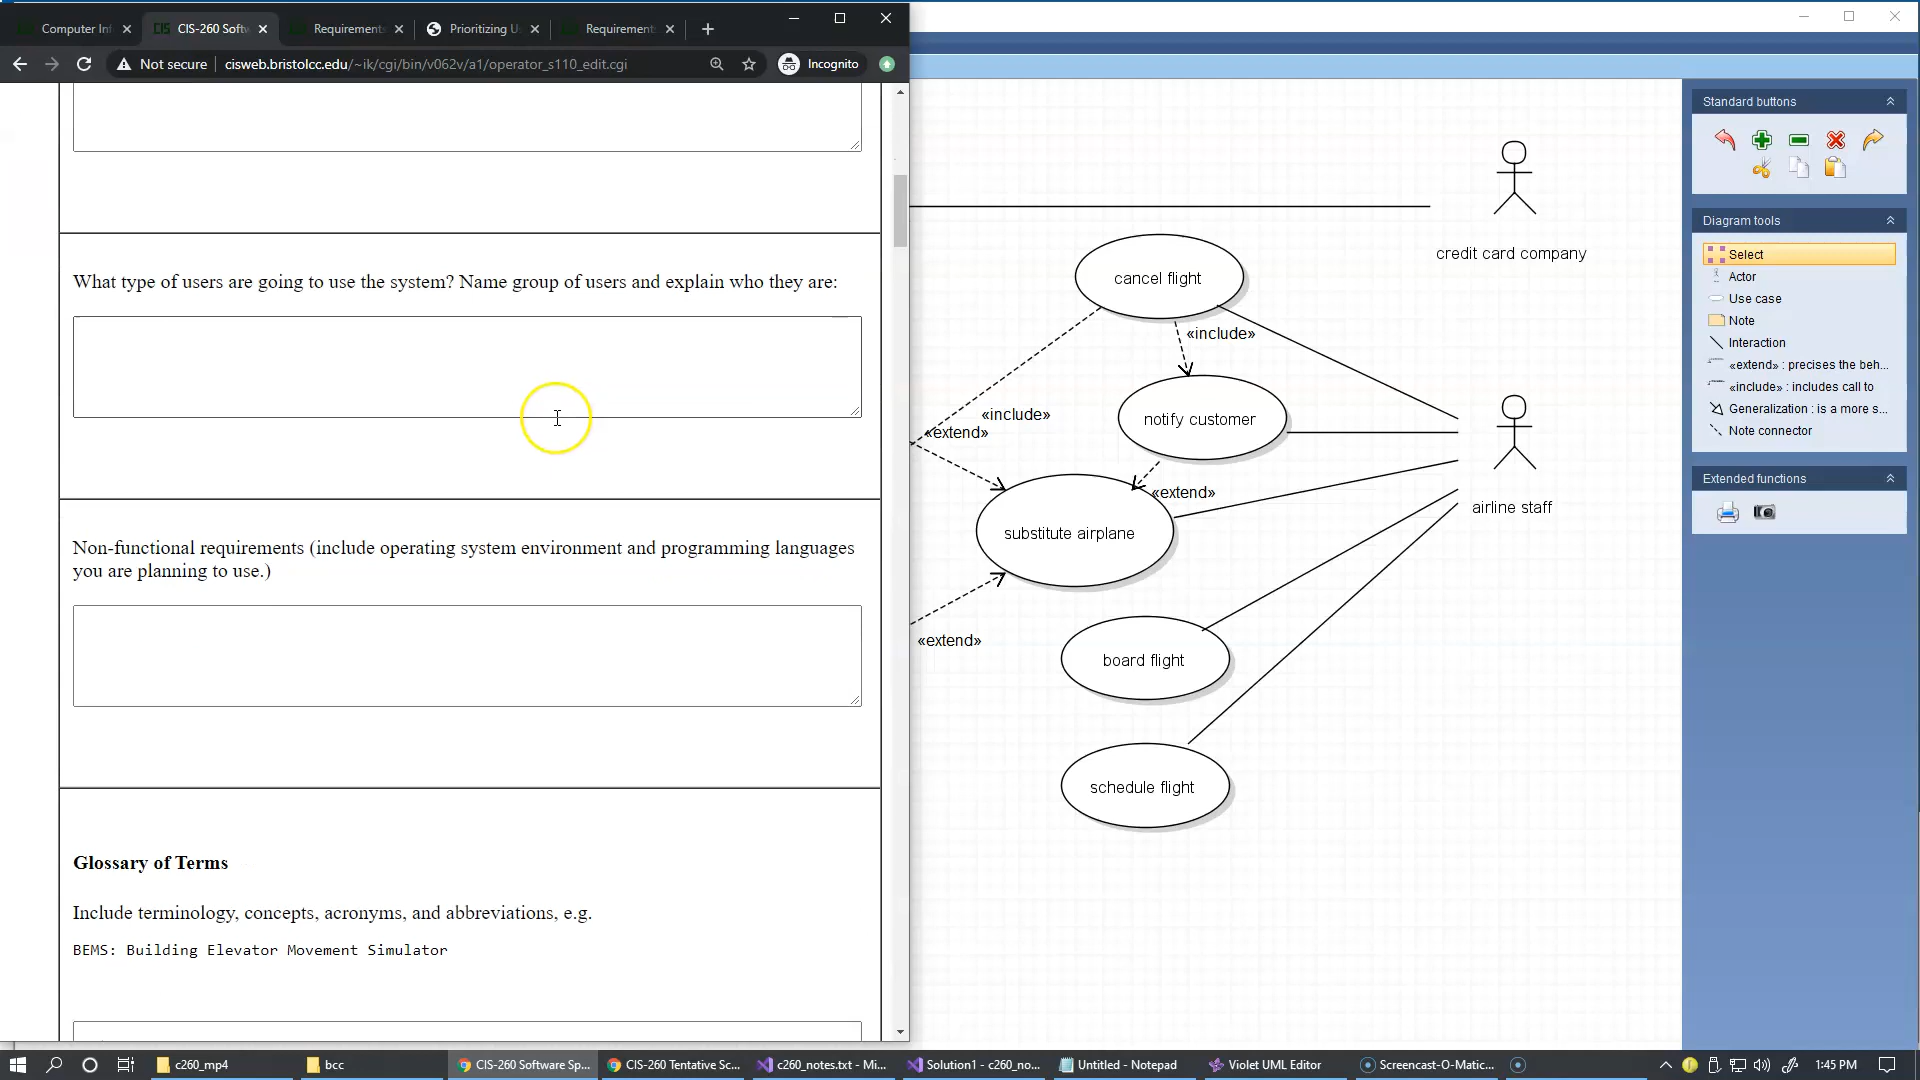 Computer In
CIS-260 Softw
Requirements
Prioritizing U
Requirements
Not secure
cisweb.bristolcc.edu/~ik/cgi/bin/v062v/a1/operator_s110_edit.cgi
Incognito
What type of users are going to use the system? Name group of users and explain who they are:
Non-functional requirements (include operating system environment and programming languages
you are planning to use.)
Glossary of Terms
Include terminology, concepts, acronyms, and abbreviations, e.g.
BEMS: Building Elevator Movement Simulator
credit card company
cancel flight
«include»
notify customer
«include»
«extend»
«extend»
substitute airplane
airline staff
«extend»
board flight
schedule flight
Standard buttons
Diagram tools
Select
Actor
Use case
Note
Interaction
«extend» : precises the beh...
«include» : includes call to
Generalization : is a more s...
Note connector
Extended functions
c260_mp4
bcc
CIS-260 Software Sp...
CIS-260 Tentative Sc...
c260_notes.txt - Mi...
Solution1 - c260_no...
Untitled - Notepad
Violet UML Editor
Screencast-O-Matic...
1:45 PM